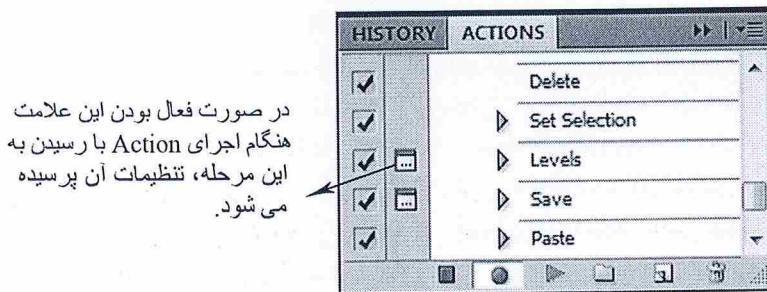 HISTORY ACTIONS
Delete
Set Selection
Levels
Save
Paste
در صورت فعال بودن این علامت
هنگام اجرای Action با رسیدن به
این مرحله، تنظیمات آن پرسیده
می شود.